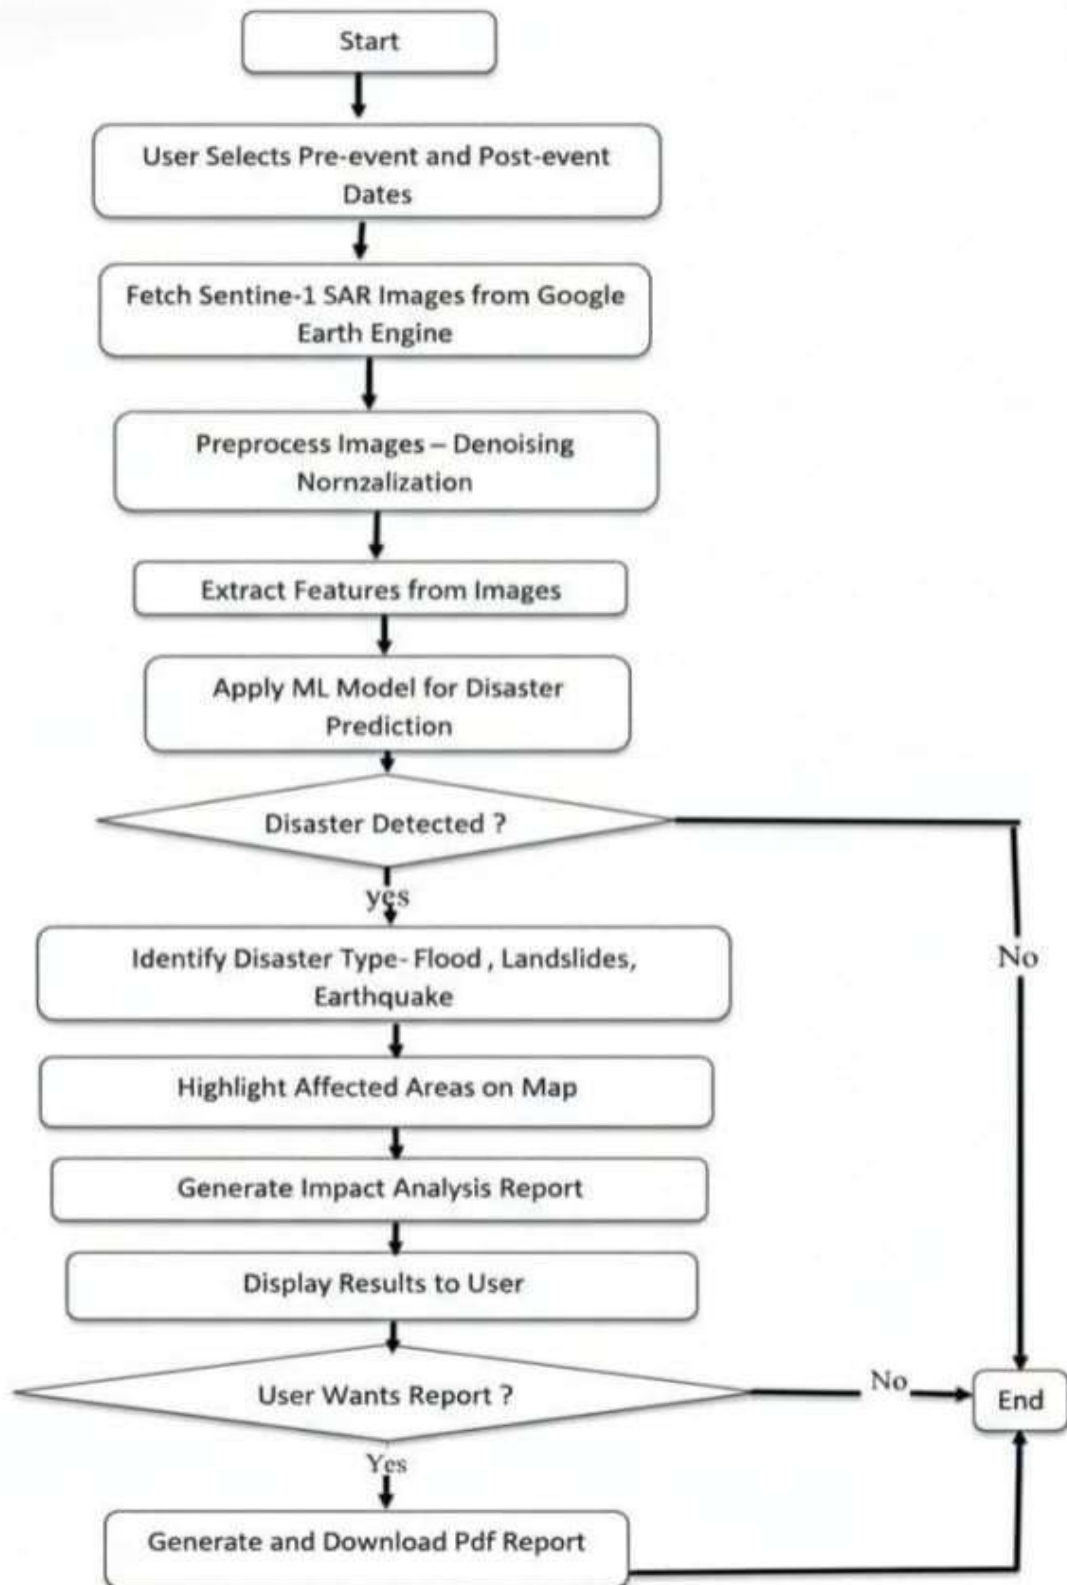 Start
User Selects Pre-event and Post-event
Dates
Fetch Sentine-1 SAR Images from Google
Earth Engine
Preprocess Images – Denoising
Nornzalization
Extract Features from Images
Apply ML Model for Disaster
Prediction
Disaster Detected ?
yes
No
Identify Disaster Type- Flood , Landslides,
Earthquake
Highlight Affected Areas on Map
Generate Impact Analysis Report
Display Results to User
User Wants Report ?
No
End
Yes
Generate and Download Pdf Report